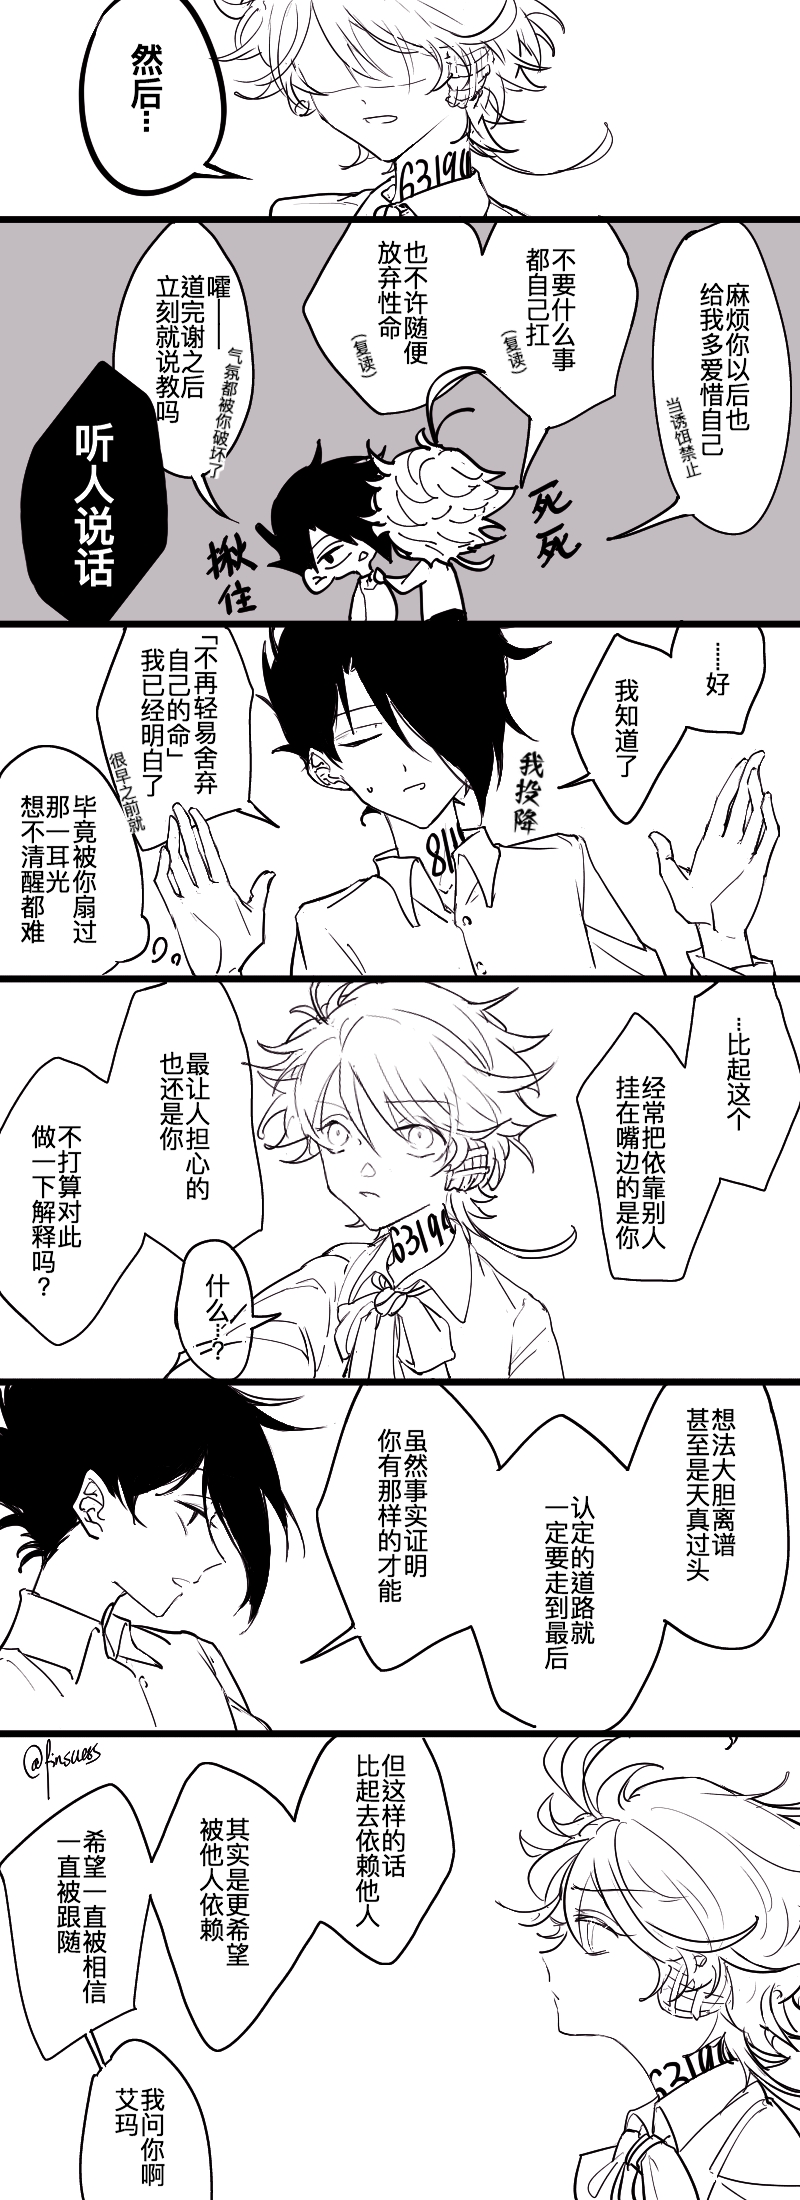 然后…
63194
麻烦你以后也
给我多爱惜自己
当诱饵禁止
不要什么事
都自己扛
(复读)
也不许随便
放弃性命
(复读)
嚯——
道完谢之后
立刻就说教吗
气氛都被你破坏了
听人说话
死死
揪住
……好
我知道了
我投降
「不再轻易舍弃
自己的命」
我已经明白了
很早之前就
毕竟被你扇过
那一耳光
想不清醒都难
811
…比起这个
经常把依靠别人
挂在嘴边的是你
最让人担心的
也还是你
不打算对此
做一下解释吗？
什么…？
63194
想法大胆离谱
甚至是天真过头
认定的道路就
一定要走到最后
虽然事实证明
你有那样的才能
@finsuess
但这样的话
比起去依赖他人
其实是更希望
被他人依赖
希望一直被相信
一直被跟随
我问你啊
艾玛
63194